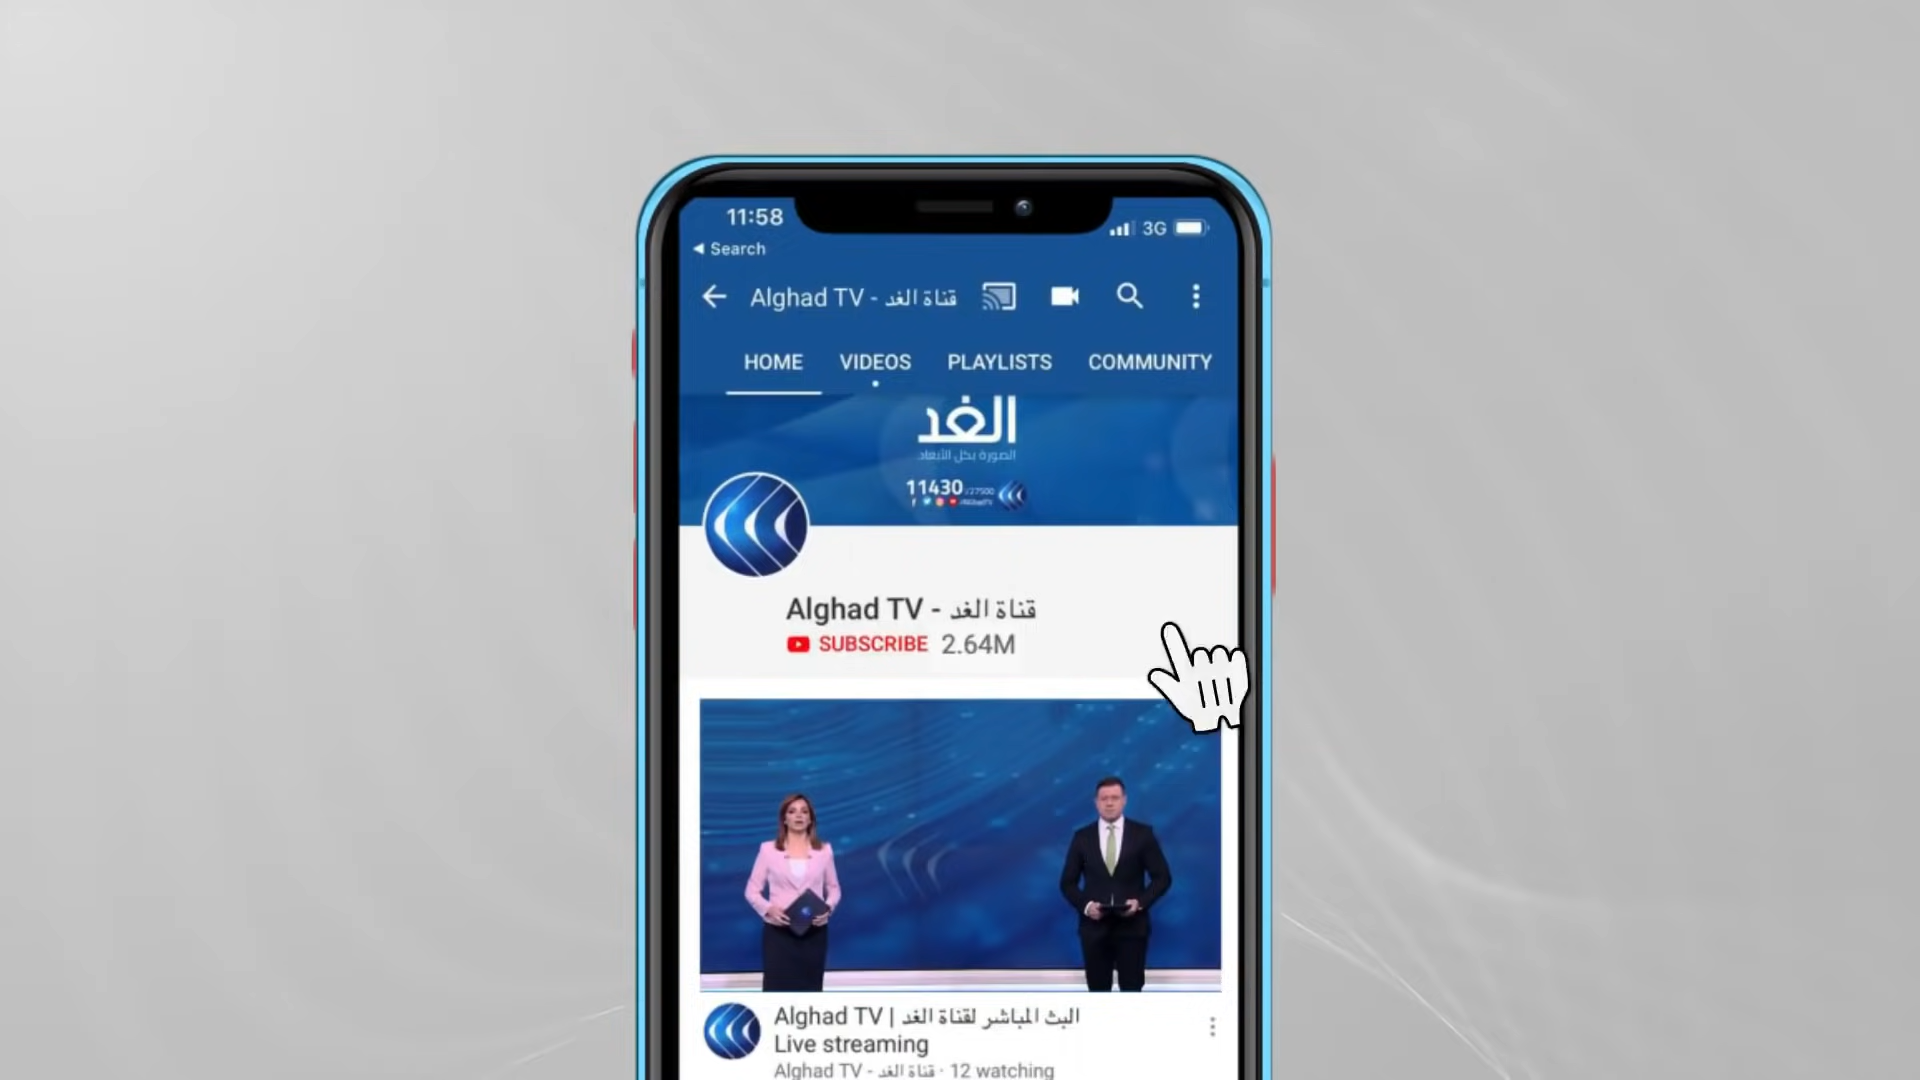 11:58
3G
Search
Alghad TV - قناة الغد
HOME VIDEOS PLAYLISTS COMMUNITY
الغد
الصورة بكل الأبعاد
11430 27500
Alghad TV - قناة الغد
SUBSCRIBE 2.64M
Alghad TV | البث المباشر لقناة الغد
Live streaming
Alghad TV - قناة الغد · 12 watching